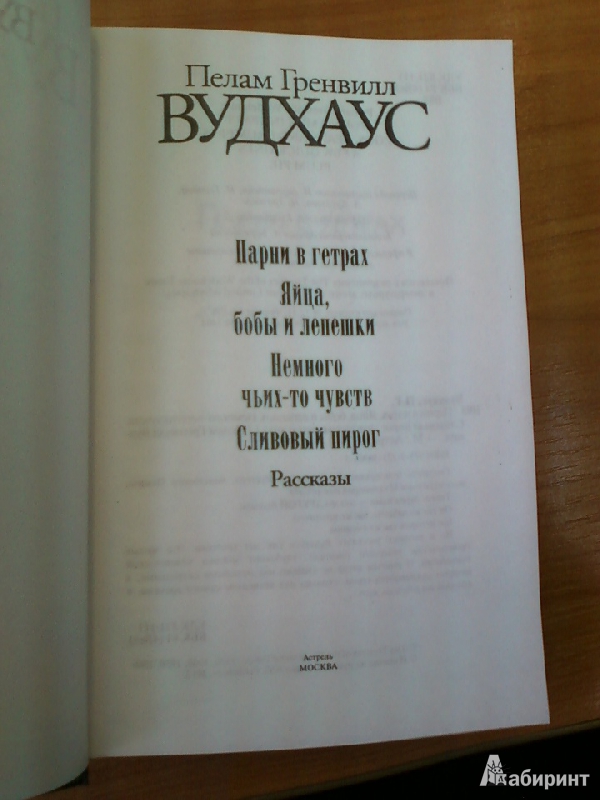 Пелам Гренвилл
ВУДХАУС
Парни в гетрах
Яйца,
бобы и лепешки
Немного
чьих-то чувств
Сливовый пирог
Рассказы
Астрель
МОСКВА
Лабиринт